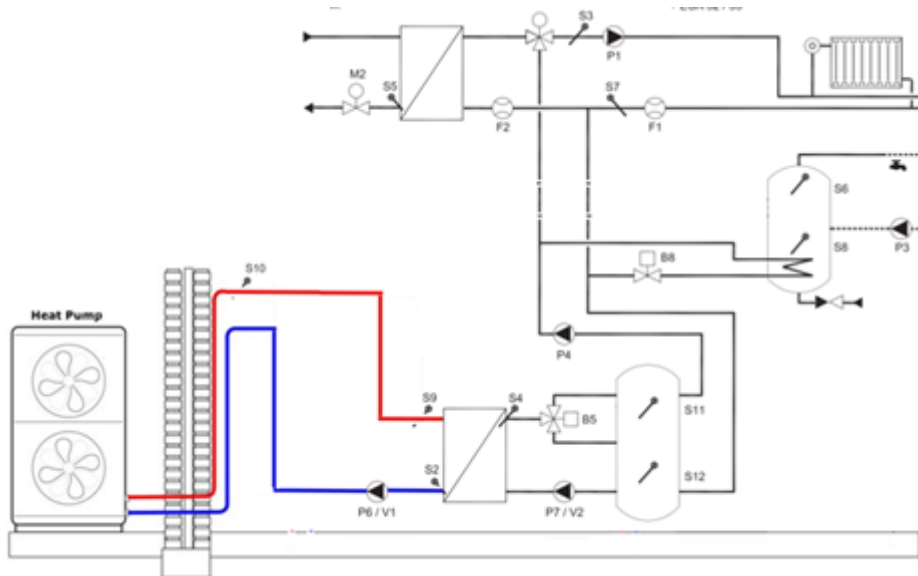 S3
P1
M2
S5
S7
F2
F1
S6
S8
P3
B8
S10
Heat Pump
P4
S9
S4
B5
S11
S2
S12
P6 / V1
P7 / V2